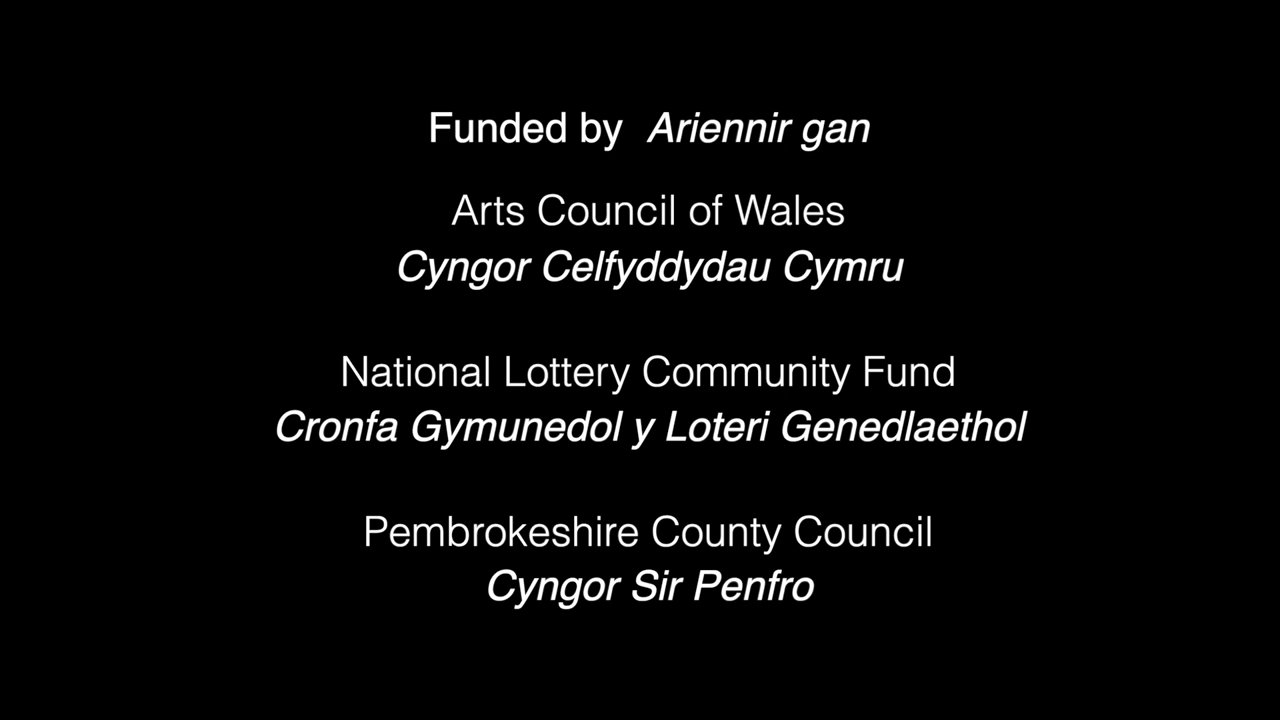 Funded by Ariennir gan
Arts Council of Wales
Cyngor Celfyddydau Cymru
National Lottery Community Fund
Cronfa Gymunedol y Loteri Genedlaethol
Pembrokeshire County Council
Cyngor Sir Penfro